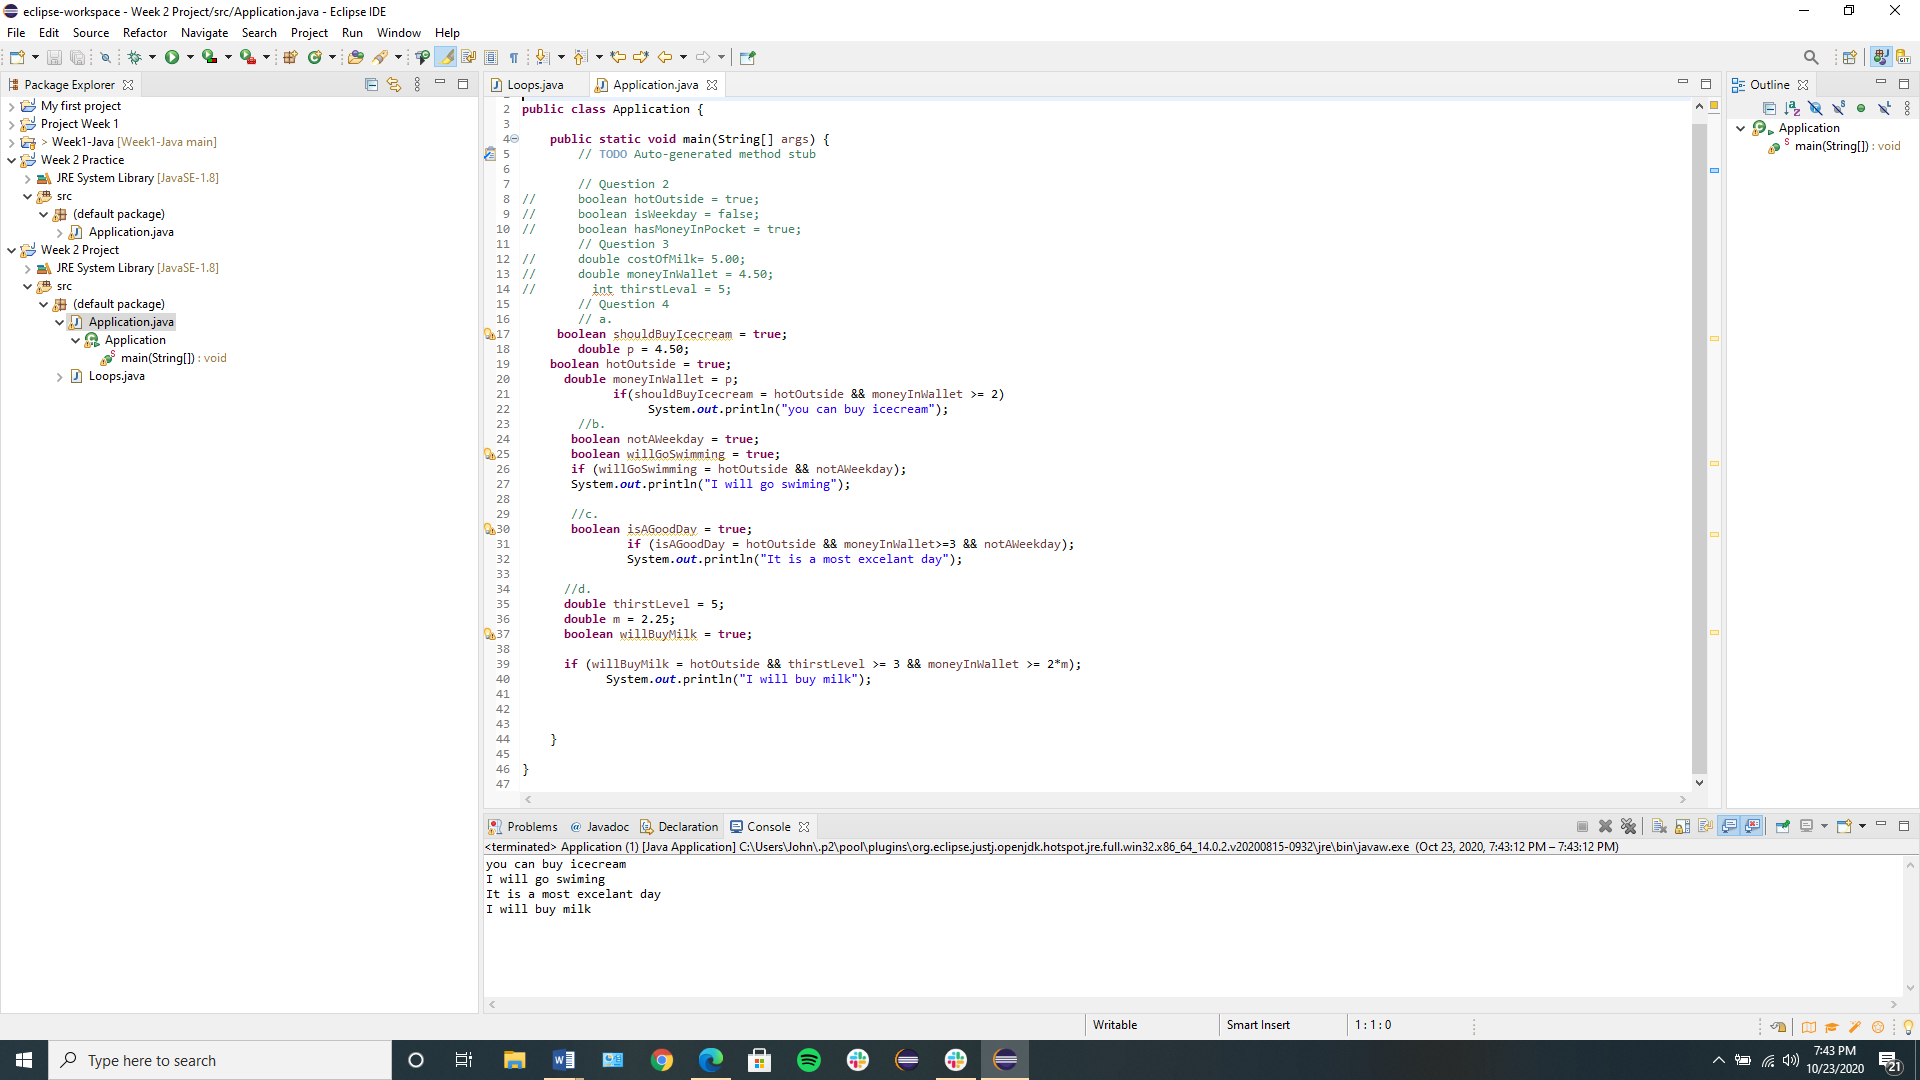 eclipse-workspace - Week 2 Project/src/Application.java - Eclipse IDE
File Edit Source Refactor Navigate Search Project Run Window Help
Package Explorer
My first project
Project Week 1
> Week1-Java [Week1-Java main]
Week 2 Practice
JRE System Library [JavaSE-1.8]
src
(default package)
Application.java
Week 2 Project
JRE System Library [JavaSE-1.8]
src
(default package)
Application.java
Application
main(String[]) : void
Loops.java
Loops.java Application.java
2 public class Application {
3
4 public static void main(String[] args) {
5 // TODO Auto-generated method stub
6
7 // Question 2
8 // boolean hotOutside = true;
9 // boolean isWeekday = false;
10 // boolean hasMoneyInPocket = true;
11 // Question 3
12 // double costOfMilk= 5.00;
13 // double moneyInWallet = 4.50;
14 // int thirstLeval = 5;
15 // Question 4
16 // a.
17 boolean shouldBuyIcecream = true;
18 double p = 4.50;
19 boolean hotOutside = true;
20 double moneyInWallet = p;
21 if(shouldBuyIcecream = hotOutside && moneyInWallet >= 2)
22 System.out.println("you can buy icecream");
23 //b.
24 boolean notAWeekday = true;
25 boolean willGoSwimming = true;
26 if (willGoSwimming = hotOutside && notAWeekday);
27 System.out.println("I will go swiming");
28
29 //c.
30 boolean isAGoodDay = true;
31 if (isAGoodDay = hotOutside && moneyInWallet>=3 && notAWeekday);
32 System.out.println("It is a most excelant day");
33
34 //d.
35 double thirstLevel = 5;
36 double m = 2.25;
37 boolean willBuyMilk = true;
38
39 if (willBuyMilk = hotOutside && thirstLevel >= 3 && moneyInWallet >= 2*m);
40 System.out.println("I will buy milk");
41
42
43
44 }
45
46 }
47
Outline
Application
main(String[]) : void
Problems @ Javadoc Declaration Console
<terminated> Application (1) [Java Application] C:\Users\John\.p2\pool\plugins\org.eclipse.justj.openjdk.hotspot.jre.full.win32.x86_64_14.0.2.v20200815-0932\jre\bin\javaw.exe (Oct 23, 2020, 7:43:12 PM – 7:43:12 PM)
you can buy icecream
I will go swiming
It is a most excelant day
I will buy milk
Writable Smart Insert 1 : 1 : 0
Type here to search
7:43 PM
10/23/2020
21